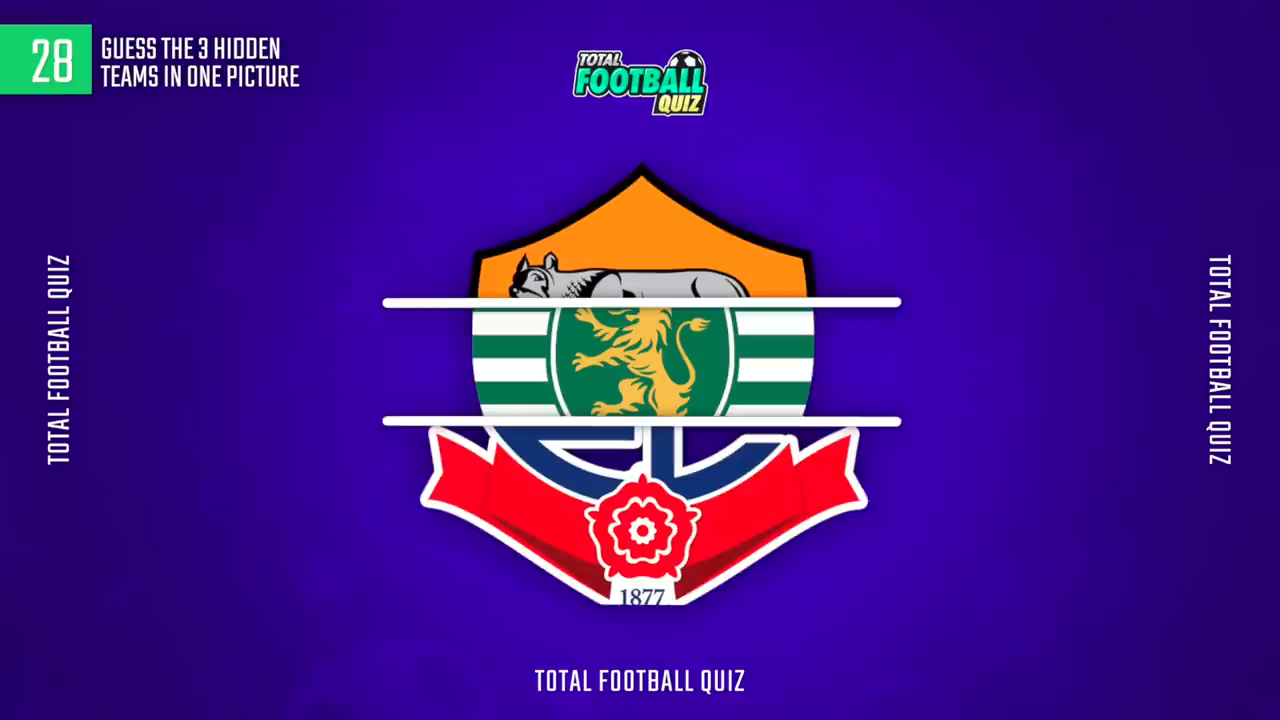 28
GUESS THE 3 HIDDEN
TEAMS IN ONE PICTURE
TOTAL
FOOTBALL
QUIZ
TOTAL FOOTBALL QUIZ
TOTAL FOOTBALL QUIZ
1877
TOTAL FOOTBALL QUIZ